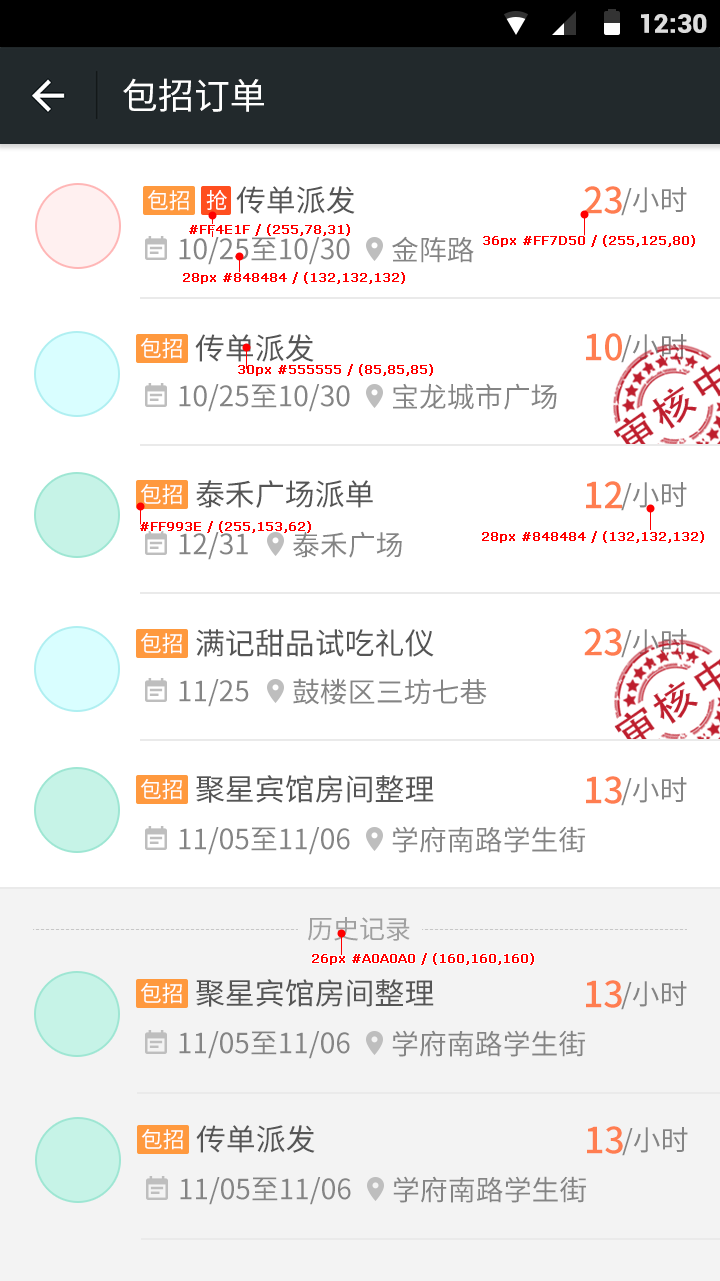 12:30
包招订单
包招 抢 传单派发 23/小时
#FF4E1F / (255,78,31)
36px #FF7D50 / (255,125,80)
10/25至10/30 金阵路
28px #848484 / (132,132,132)
包招 传单派发 10/小时
30px #555555 / (85,85,85)
10/25至10/30 宝龙城市广场
审核中
包招 泰禾广场派单 12/小时
#FF993E / (255,153,62)
28px #848484 / (132,132,132)
12/31 泰禾广场
包招 满记甜品试吃礼仪 23/小时
11/25 鼓楼区三坊七巷
审核中
包招 聚星宾馆房间整理 13/小时
11/05至11/06 学府南路学生街
历史记录
26px #A0A0A0 / (160,160,160)
包招 聚星宾馆房间整理 13/小时
11/05至11/06 学府南路学生街
包招 传单派发 13/小时
11/05至11/06 学府南路学生街